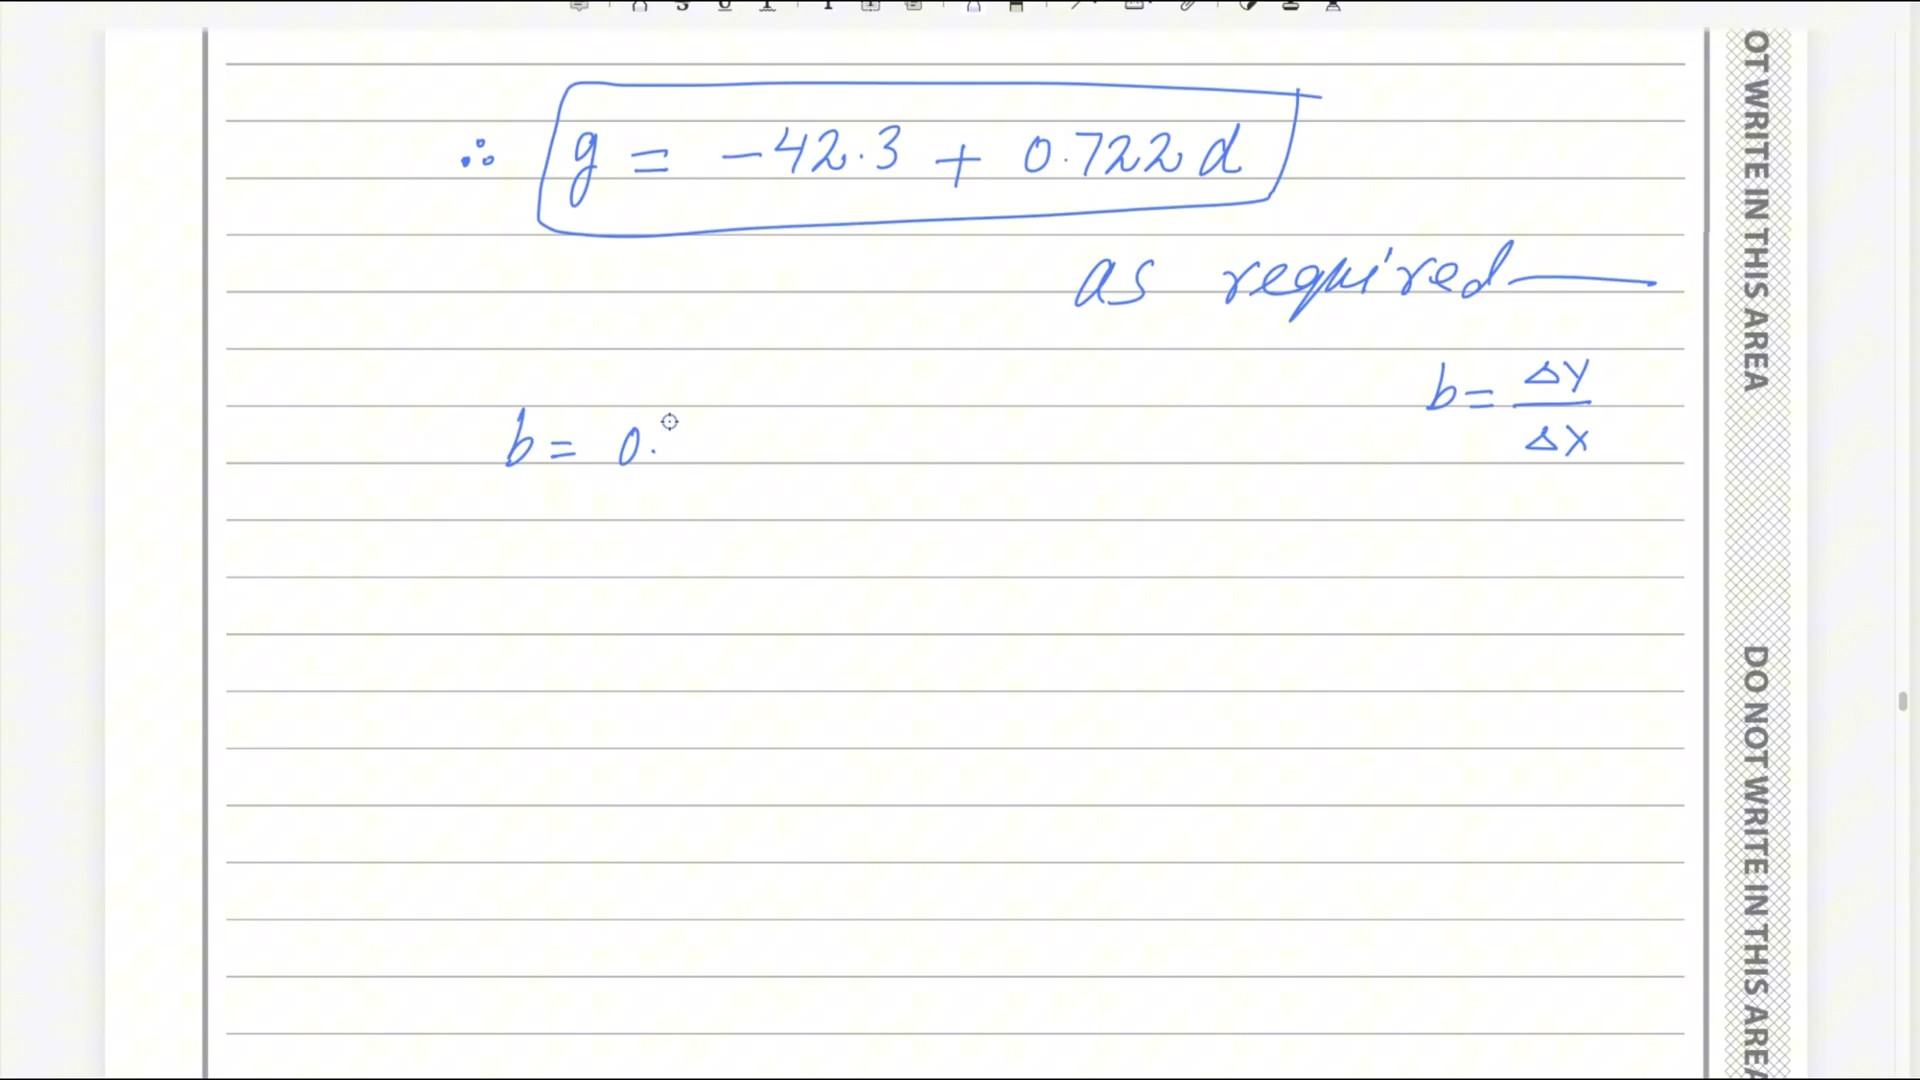 ∴ g = -42.3 + 0.722 d
as required
b = ΔY / ΔX
b = 0.
OT WRITE IN THIS AREA
DO NOT WRITE IN THIS AREA